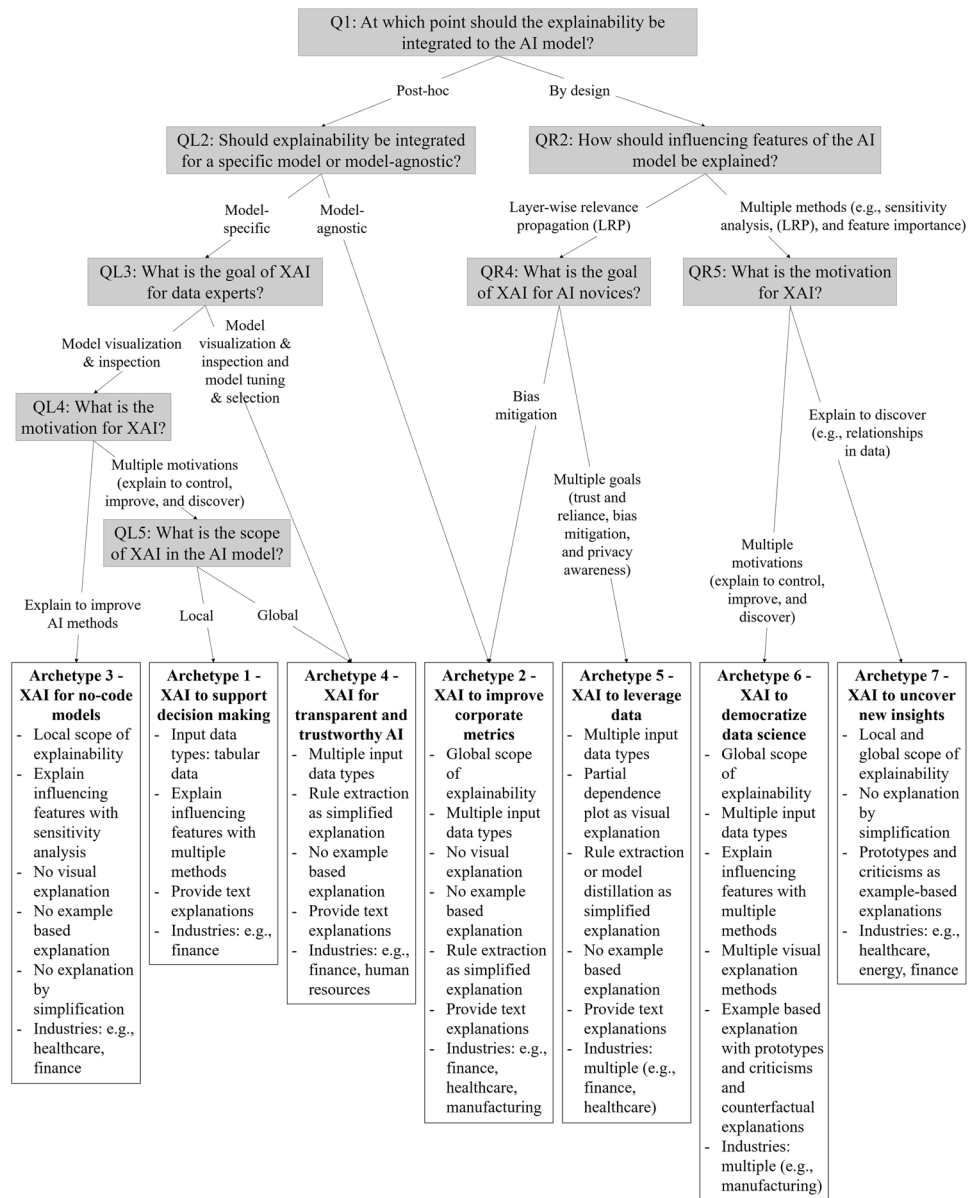 Q1: At which point should the explainability be
integrated to the AI model?
Post-hoc
By design
QL2: Should explainability be integrated
for a specific model or model-agnostic?
QR2: How should influencing features of the AI
model be explained?
Model-
specific
Model-
agnostic
Layer-wise relevance
propagation (LRP)
Multiple methods (e.g., sensitivity
analysis, (LRP), and feature importance)
QL3: What is the goal of XAI
for data experts?
QR4: What is the goal
of XAI for AI novices?
QR5: What is the motivation
for XAI?
Model visualization
& inspection
Model
visualization &
inspection and
model tuning
& selection
Bias
mitigation
QL4: What is the
motivation for XAI?
Explain to discover
(e.g., relationships
in data)
Multiple motivations
(explain to control,
improve, and discover)
Multiple goals
(trust and
reliance, bias
mitigation,
and privacy
awareness)
QL5: What is the scope
of XAI in the AI model?
Multiple
motivations
(explain to control,
improve, and
discover)
Explain to improve
AI methods
Local
Global
Archetype 3 -
XAI for no-code
models
- Local scope of
explainability
- Explain
influencing
features with
sensitivity
analysis
- No visual
explanation
- No example
based
explanation
- No explanation
by
simplification
- Industries: e.g.,
healthcare,
finance
Archetype 1 -
XAI to support
decision making
- Input data
types: tabular
data
- Explain
influencing
features with
multiple
methods
- Provide text
explanations
- Industries: e.g.,
finance
Archetype 4 -
XAI for
transparent and
trustworthy AI
- Multiple input
data types
- Rule extraction
as simplified
explanation
- No example
based
explanation
- Provide text
explanations
- Industries: e.g.,
finance, human
resources
Archetype 2 -
XAI to improve
corporate
metrics
- Global scope
of
explainability
- Multiple input
data types
- No visual
explanation
- No example
based
explanation
- Rule extraction
as simplified
explanation
- Provide text
explanations
- Industries: e.g.,
finance,
healthcare,
manufacturing
Archetype 5 -
XAI to leverage
data
- Multiple input
data types
- Partial
dependence
plot as visual
explanation
- Rule extraction
or model
distillation as
simplified
explanation
- No example
based
explanation
- Provide text
explanations
- Industries:
multiple (e.g.,
finance,
healthcare)
Archetype 6 -
XAI to
democratize
data science
- Global scope
of
explainability
- Multiple input
data types
- Explain
influencing
features with
multiple
methods
- Multiple visual
explanation
methods
- Example based
explanation
with prototypes
and criticisms
and
counterfactual
explanations
- Industries:
multiple (e.g.,
manufacturing)
Archetype 7 -
XAI to uncover
new insights
- Local and
global scope of
explainability
- No explanation
by
simplification
- Prototypes and
criticisms as
example-based
explanations
- Industries: e.g.,
healthcare,
energy, finance